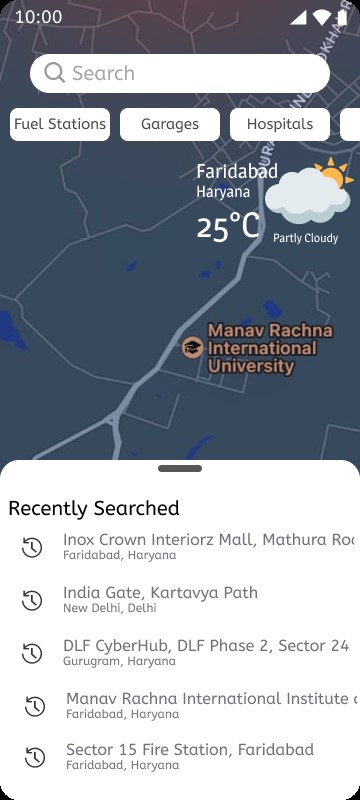 10:00
Search
Fuel Stations
Garages
Hospitals
Faridabad
Haryana
25°C
Partly Cloudy
Manav Rachna
International
University
Recently Searched
Inox Crown Interiorz Mall, Mathura
Faridabad, Haryana
India Gate, Kartavya Path
New Delhi, Delhi
DLF CyberHub, DLF Phase 2, Sector 24
Gurugram, Haryana
Manav Rachna International Institute
Faridabad, Haryana
Sector 15 Fire Station, Faridabad
Faridabad, Haryana